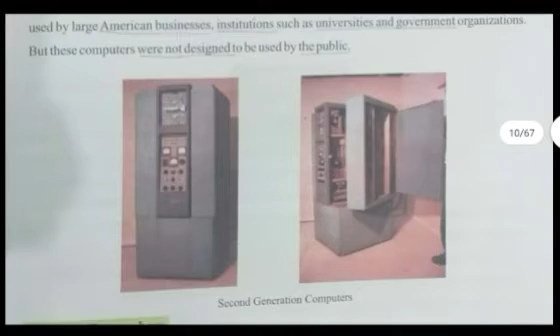 used by large American businesses, institutions such as universities and government organizations.
But these computers were not designed to be used by the public.
10/67
Second Generation Computers